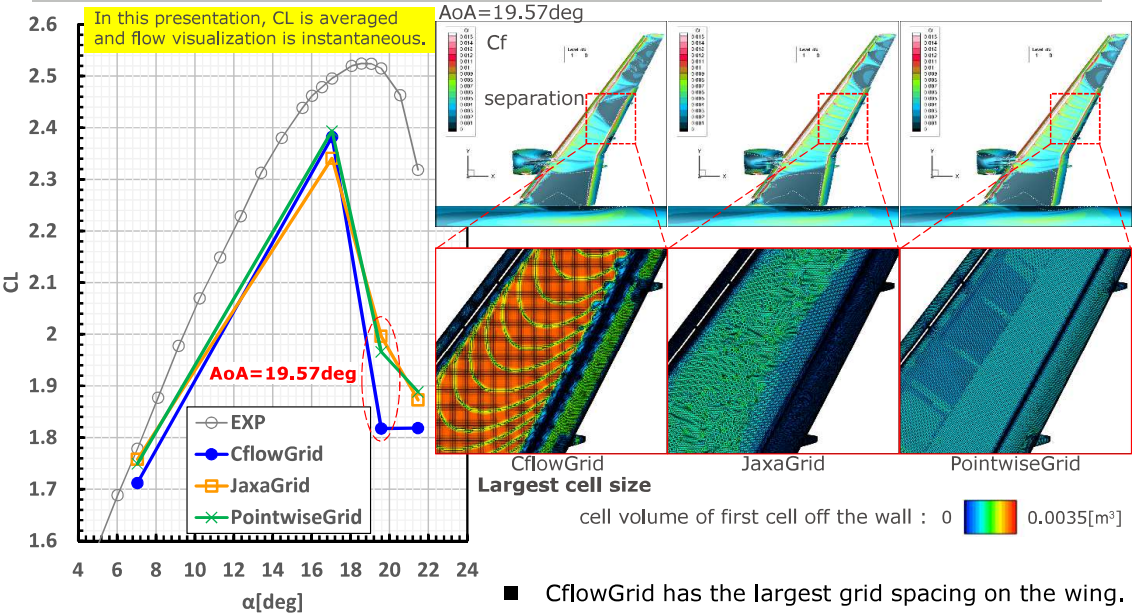 In this presentation, CL is averaged
and flow visualization is instantaneous.
2.6
2.5
2.4
2.3
2.2
2.1
2
1.9
1.8
1.7
1.6
CL
4 6 8 10 12 14 16 18 20 22 24
α[deg]
AoA=19.57deg
EXP
CflowGrid
JaxaGrid
PointwiseGrid
AoA=19.57deg
Cf
separation
CflowGrid
JaxaGrid
PointwiseGrid
Largest cell size
cell volume of first cell off the wall : 0 0.0035[m³]
■ CflowGrid has the largest grid spacing on the wing.